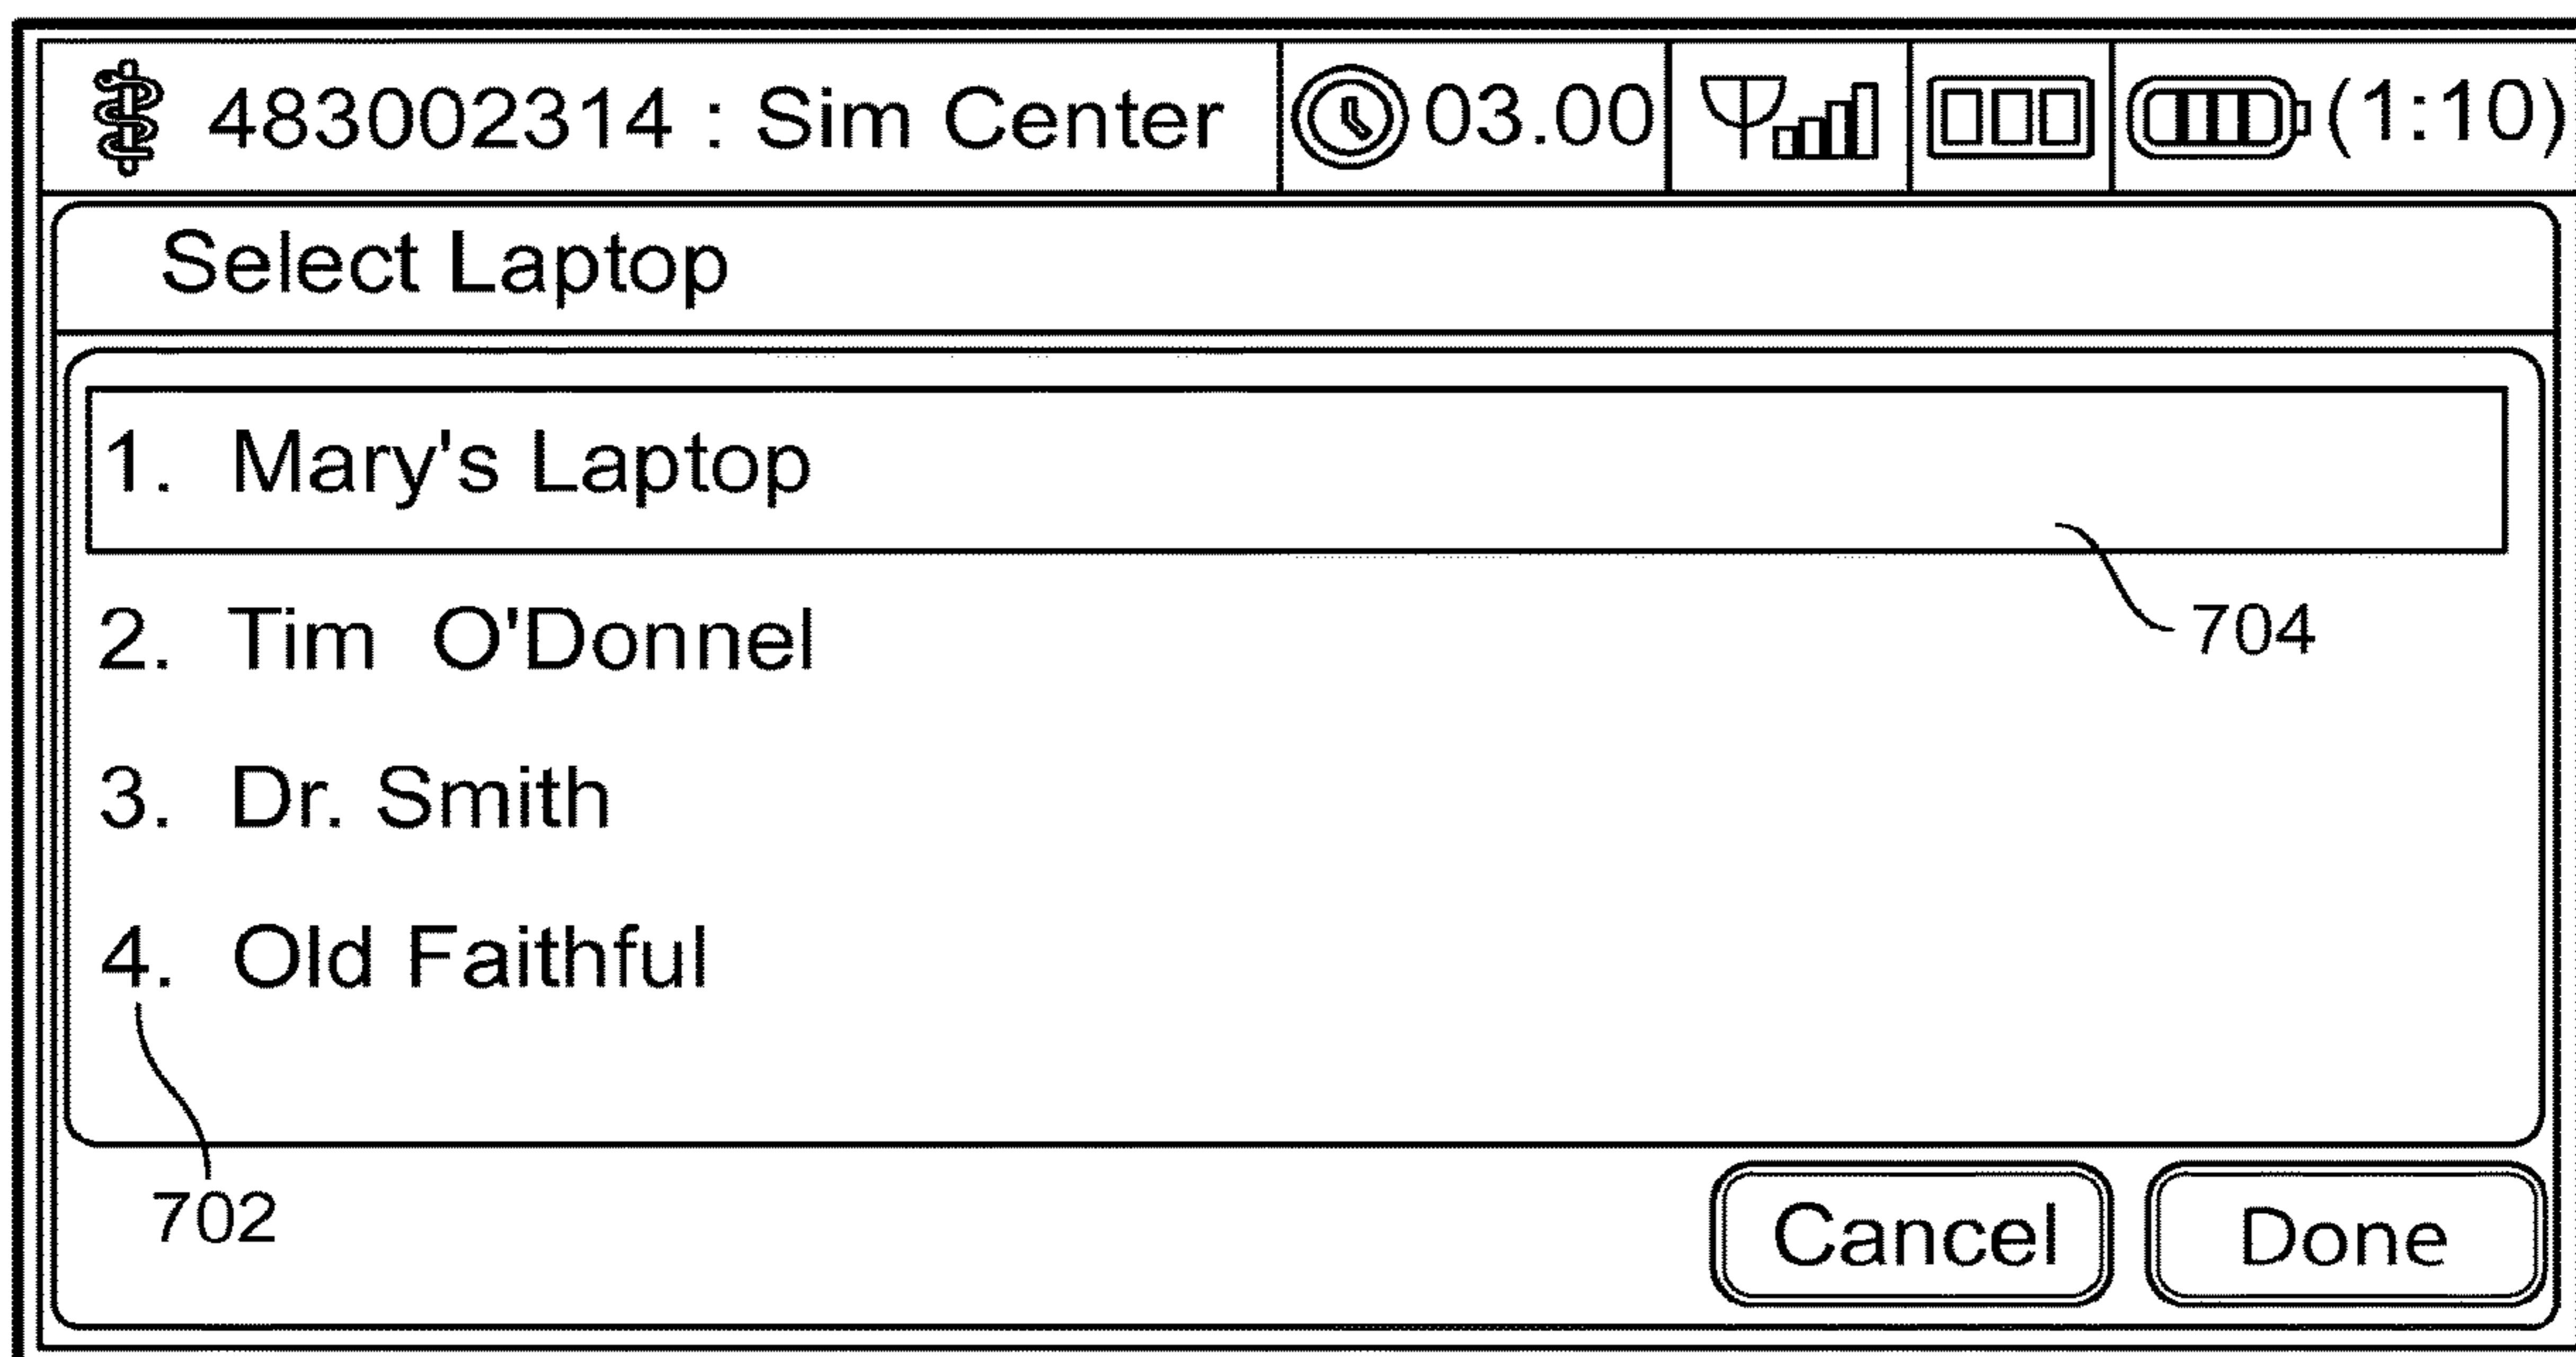 483002314 : Sim Center 03.00 (1:10)
Select Laptop
1. Mary's Laptop
2. Tim O'Donnel
704
3. Dr. Smith
4. Old Faithful
702
Cancel Done